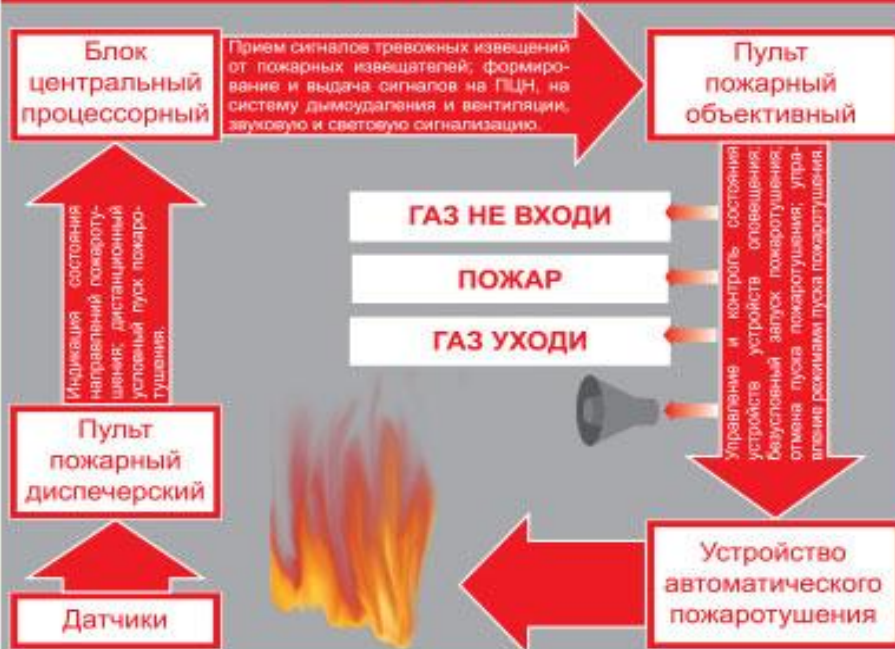 Блок
центральный
процессорный
Прием сигналов тревожных извещений
от пожарных извещателей; формиро-
вание и выдача сигналов на ПЦН, на
систему дымоудаления и вентиляции,
звуковую и световую сигнализацию.
Пульт
пожарный
объективный
Управление и контроль состояния
устройств устройств оповещения;
безусловный запуск пожаротушения;
отмена пуска пожаротушения; упра-
вление режимами пуска пожаротушения.
ГАЗ НЕ ВХОДИ
ПОЖАР
ГАЗ УХОДИ
Индикация состояния
направлений пожароту-
шения; дистанционный
условный пуск пожаро-
тушения.
Пульт
пожарный
диспечерский
Датчики
Устройство
автоматического
пожаротушения